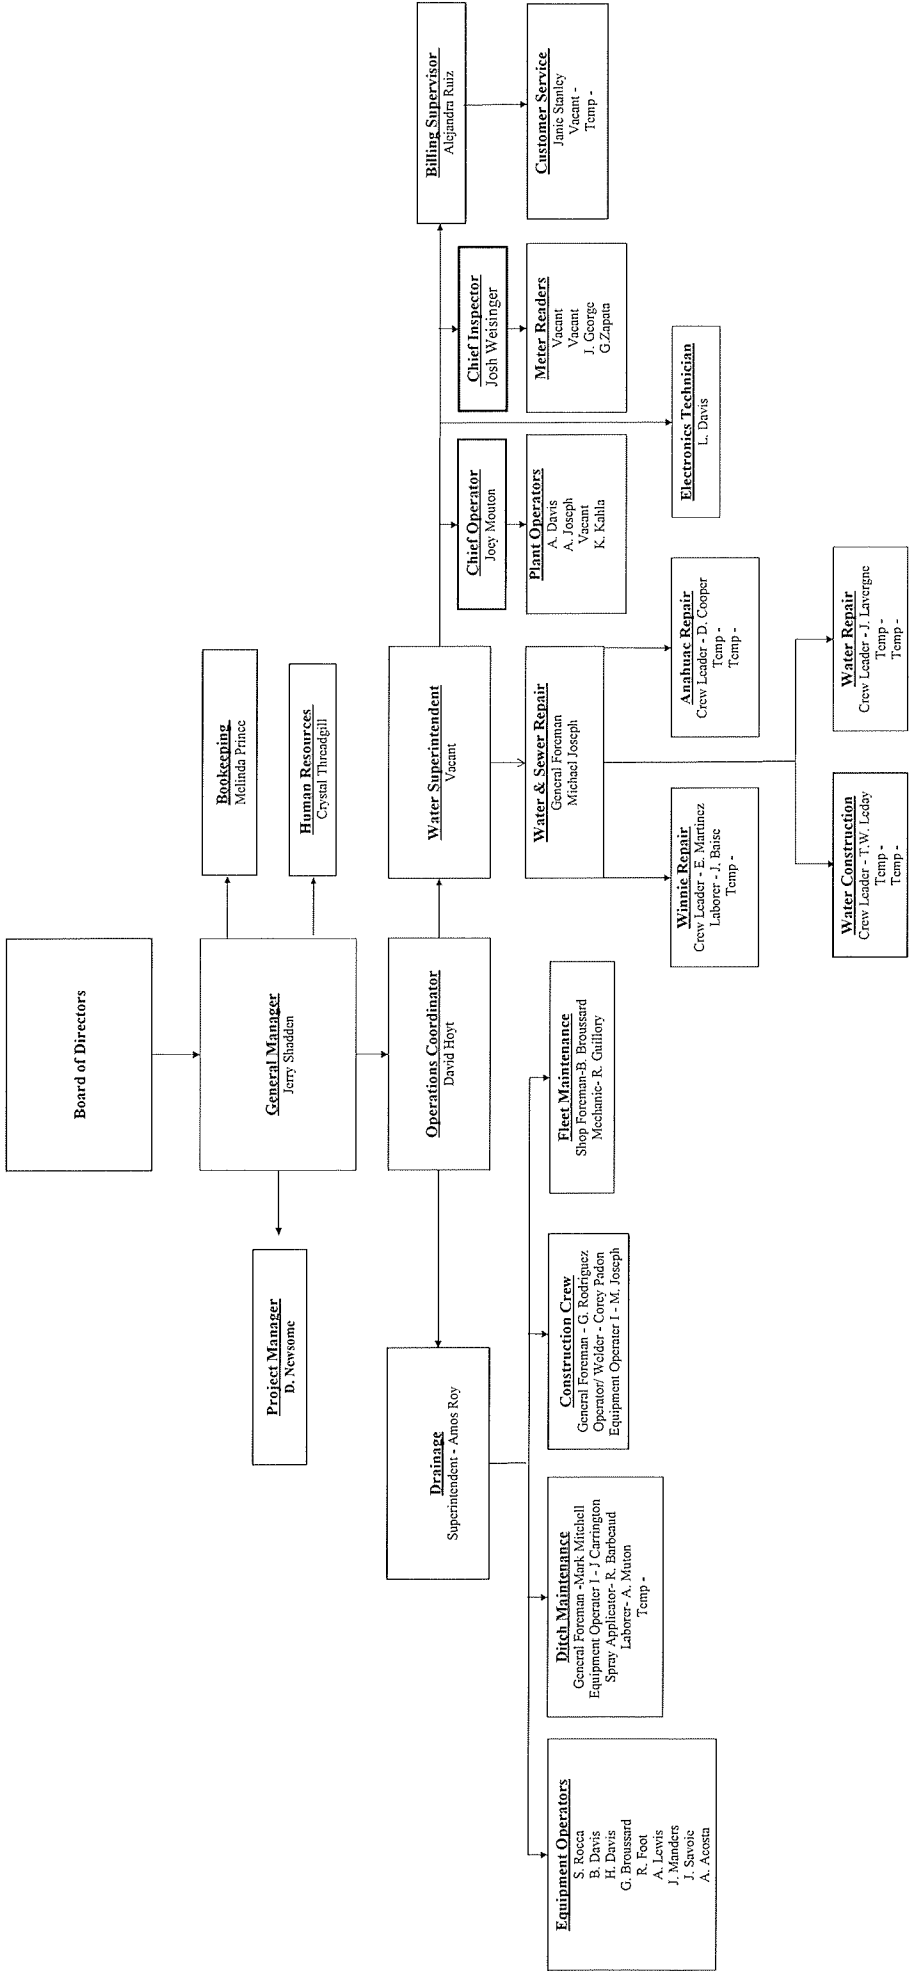 Board of Directors
General Manager
Jerry Shadden
Project Manager
D. Newsome
Bookeeping
Melinda Prince
Human Resources
Crystal Threadgill
Operations Coordinator
David Hoyt
Drainage
Superintendent - Amos Roy
Water Superintendent
Vacant
Billing Supervisor
Alejandra Ruiz
Chief Operator
Joey Mouton
Chief Inspector
Josh Weisinger
Equipment Operators
S. Rocca
B. Davis
H. Davis
G. Broussard
R. Foot
A. Lewis
J. Manders
J. Savoie
A. Acosta
Ditch Maintenance
General Foreman -Mark Mitchell
Equipment Operater I - J Carrington
Spray Applicator- R. Barbeaud
Laborer- A. Muton
Temp -
Construction Crew
General Foreman - G. Rodriguez
Operator/ Welder - Corey Padon
Equipment Operater I - M. Joseph
Fleet Maintenance
Shop Foreman-B. Broussard
Mechanic- R. Guillory
Water & Sewer Repair
General Foreman
Michael Joseph
Plant Operators
A. Davis
A. Joseph
Vacant
K. Kahla
Meter Readers
Vacant
Vacant
J. George
G.Zapata
Customer Service
Janie Stanley
Vacant -
Temp -
Winnie Repair
Crew Leader - E. Martinez
Laborer - J. Baise
Temp -
Anahuac Repair
Crew Leader - D. Cooper
Temp -
Temp -
Electronics Technician
L. Davis
Water Construction
Crew Leader - T.W. Leday
Temp -
Temp -
Water Repair
Crew Leader - J. Lavergne
Temp -
Temp -